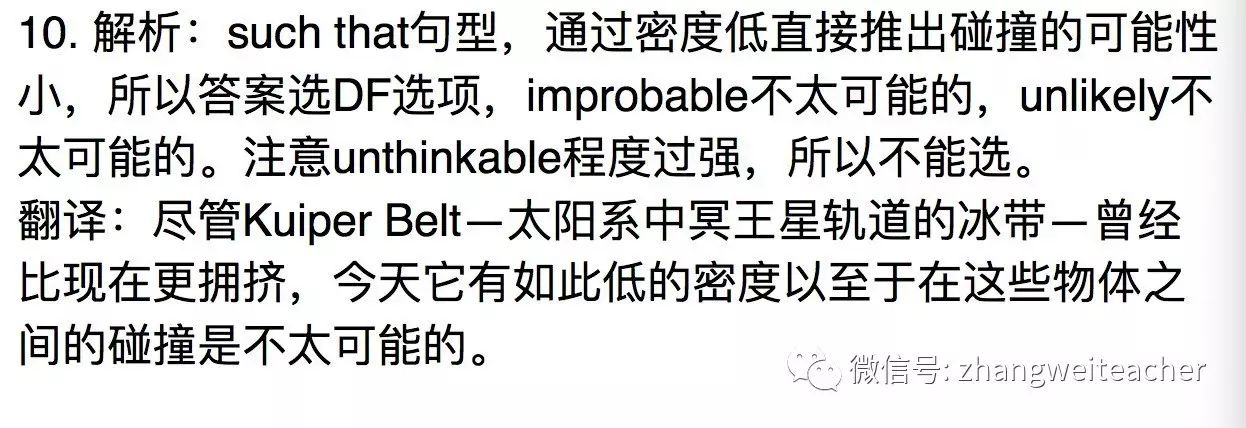 10. 解析：such that句型，通过密度低直接推出碰撞的可能性
小，所以答案选DF选项，improbable不太可能的，unlikely不
太可能的。注意unthinkable程度过强，所以不能选。
翻译：尽管Kuiper Belt—太阳系中冥王星轨道的冰带—曾经
比现在更拥挤，今天它有如此低的密度以至于在这些物体之
间的碰撞是不太可能的。
微信号: zhangweiteacher